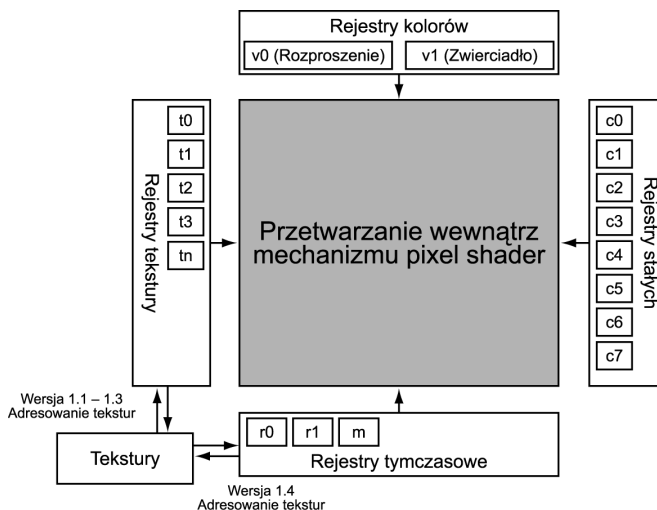 Rejestry kolorów
v0 (Rozproszenie)
v1 (Zwierciadło)
Rejestry tekstury
t0
t1
t2
t3
tn
Przetwarzanie wewnątrz
mechanizmu pixel shader
c0
c1
c2
c3
c4
c5
c6
c7
Rejestry stałych
Wersja 1.1 – 1.3
Adresowanie tekstur
Tekstury
r0
r1
m
Rejestry tymczasowe
Wersja 1.4
Adresowanie tekstur